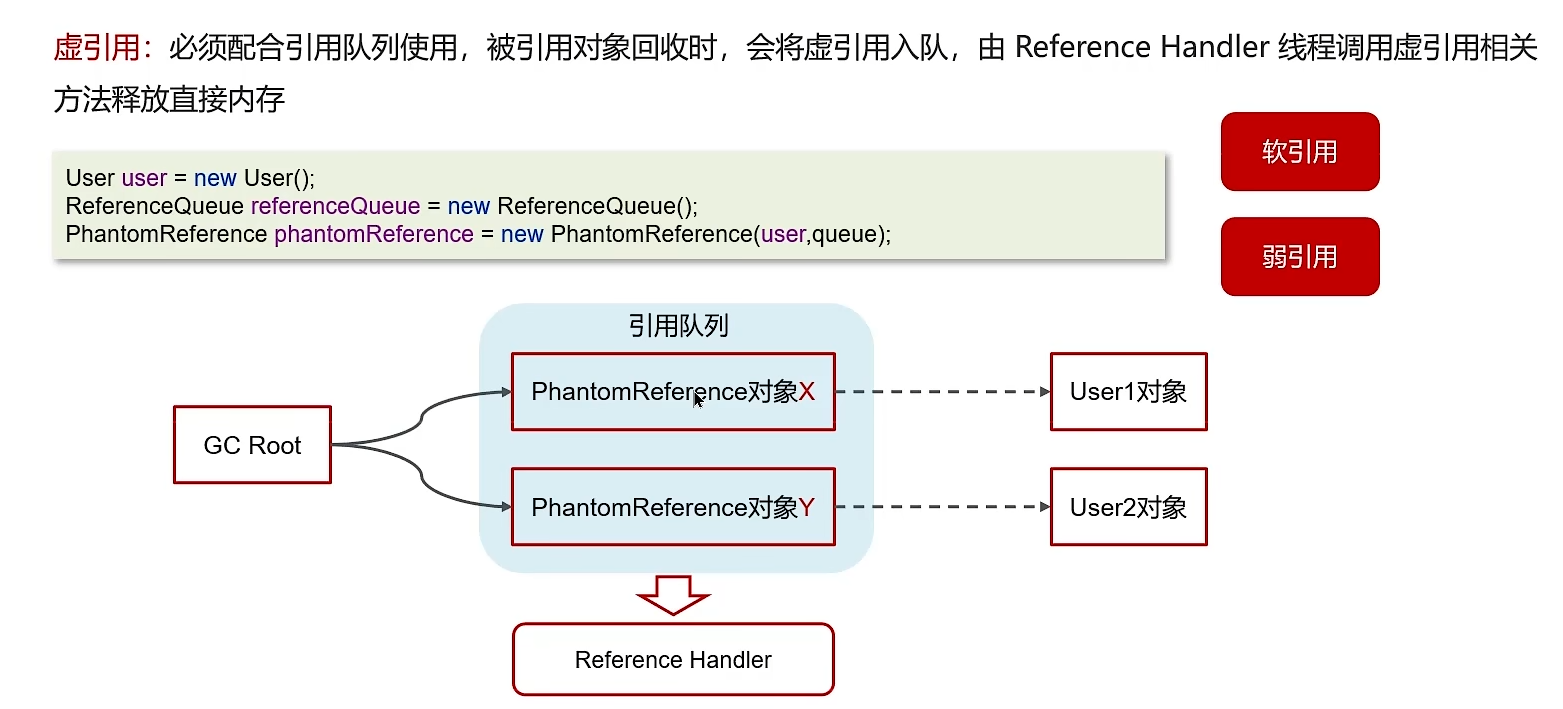 虚引用：必须配合引用队列使用，被引用对象回收时，会将虚引用入队，由 Reference Handler 线程调用虚引用相关
方法释放直接内存
软引用
User user = new User();
ReferenceQueue referenceQueue = new ReferenceQueue();
PhantomReference phantomReference = new PhantomReference(user,queue);
弱引用
引用队列
PhantomReference对象X
User1对象
GC Root
PhantomReference对象Y
User2对象
Reference Handler